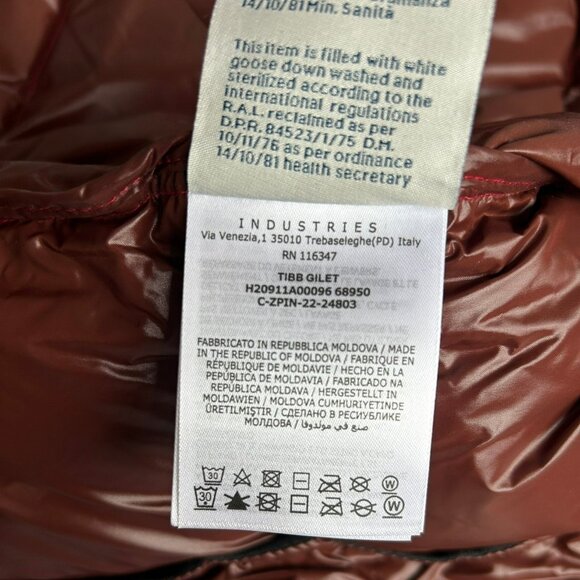 14/10/81 Min. Sanità
This item is filled with white
goose down washed and
sterilized according to the
international regulations
R.A.L. reclaimed as per
D.P.R. 84523/1/75 D.M.
10/11/76 as per ordinance
14/10/81 health secretary
INDUSTRIES
Via Venezia,1 35010 Trebaseleghe(PD) Italy
RN 116347
TIBB GILET
H20911A00096 68950
C-ZPIN-22-24803
FABBRICATO IN REPUBBLICA MOLDOVA / MADE
IN THE REPUBLIC OF MOLDOVA / FABRIQUE EN
RÉPUBLIQUE DE MOLDAVIE / HECHO EN LA
REPÚBLICA DE MOLDAVIA / FABRICADO NA
REPÚBLICA MOLDAVA / HERGESTELLT IN
MOLDAWIEN / MOLDOVA CUMHURIYETINDE
ÜRETILMIŞTIR / СДЕЛАНО В РЕСПУБЛИКЕ
МОЛДОВА / صنع في مولدوفا
30 W
30 W